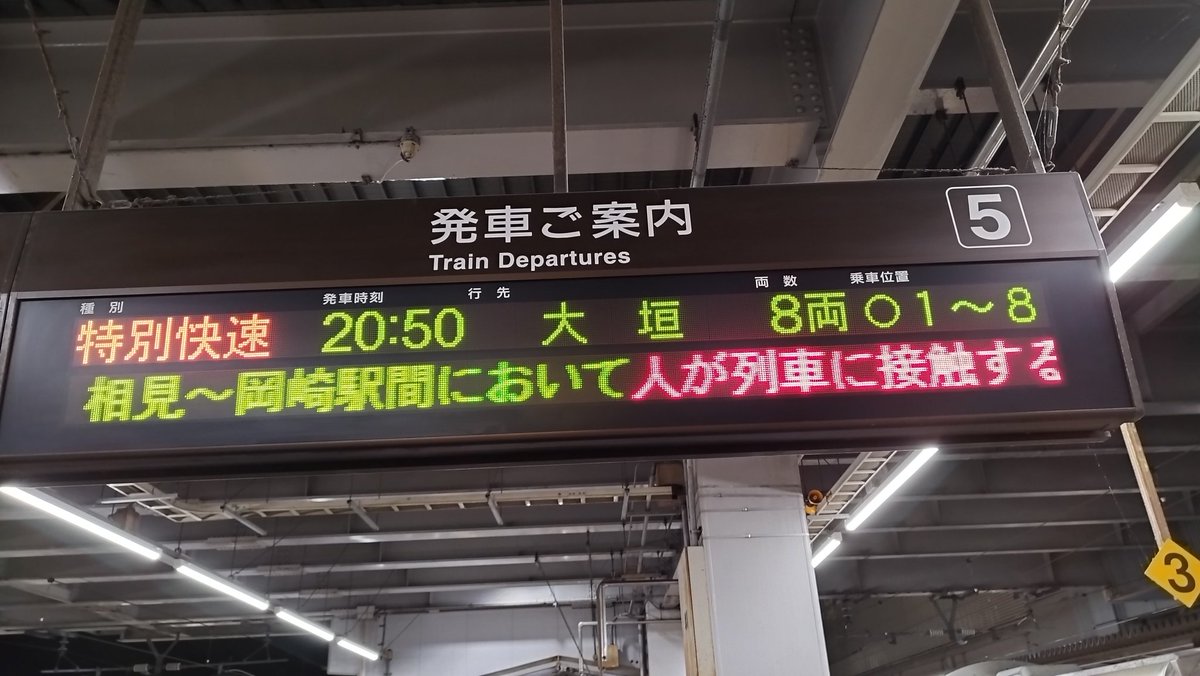 発車ご案内 5
Train Departures
種別 発車時刻 行先 両数 乗車位置
特別快速 20:50 大垣 8両 ○1～8
相見～岡崎駅間において人が列車に接触する
3